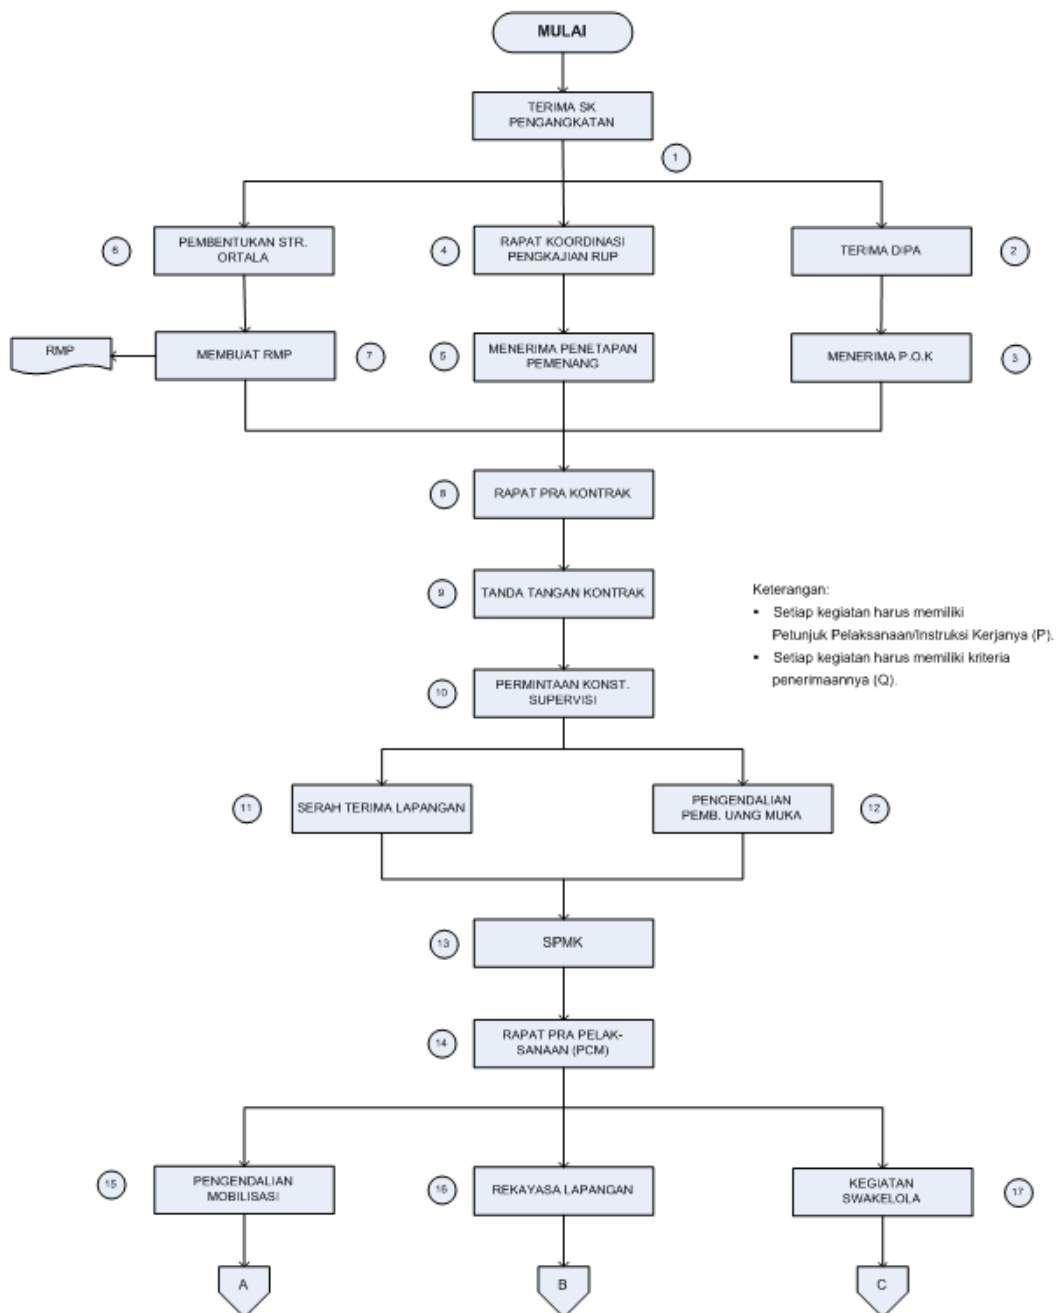 MULAI
TERIMA SK
PENGANGKATAN
1
6
PEMBENTUKAN STR.
ORTALA
4
RAPAT KOORDINASI
PENGKAJIAN RUP
TERIMA DIPA
2
RMP
MEMBUAT RMP
7
5
MENERIMA PENETAPAN
PEMENANG
MENERIMA P.O.K
3
8
RAPAT PRA KONTRAK
9
TANDA TANGAN KONTRAK
Keterangan:
▪ Setiap kegiatan harus memiliki
Petunjuk Pelaksanaan/Instruksi Kerjanya (P).
▪ Setiap kegiatan harus memiliki kriteria
penerimaannya (Q).
10
PERMINTAAN KONST.
SUPERVISI
11
SERAH TERIMA LAPANGAN
PENGENDALIAN
PEMB. UANG MUKA
12
13
SPMK
14
RAPAT PRA PELAK-
SANAAN (PCM)
15
PENGENDALIAN
MOBILISASI
16
REKAYASA LAPANGAN
KEGIATAN
SWAKELOLA
17
A
B
C